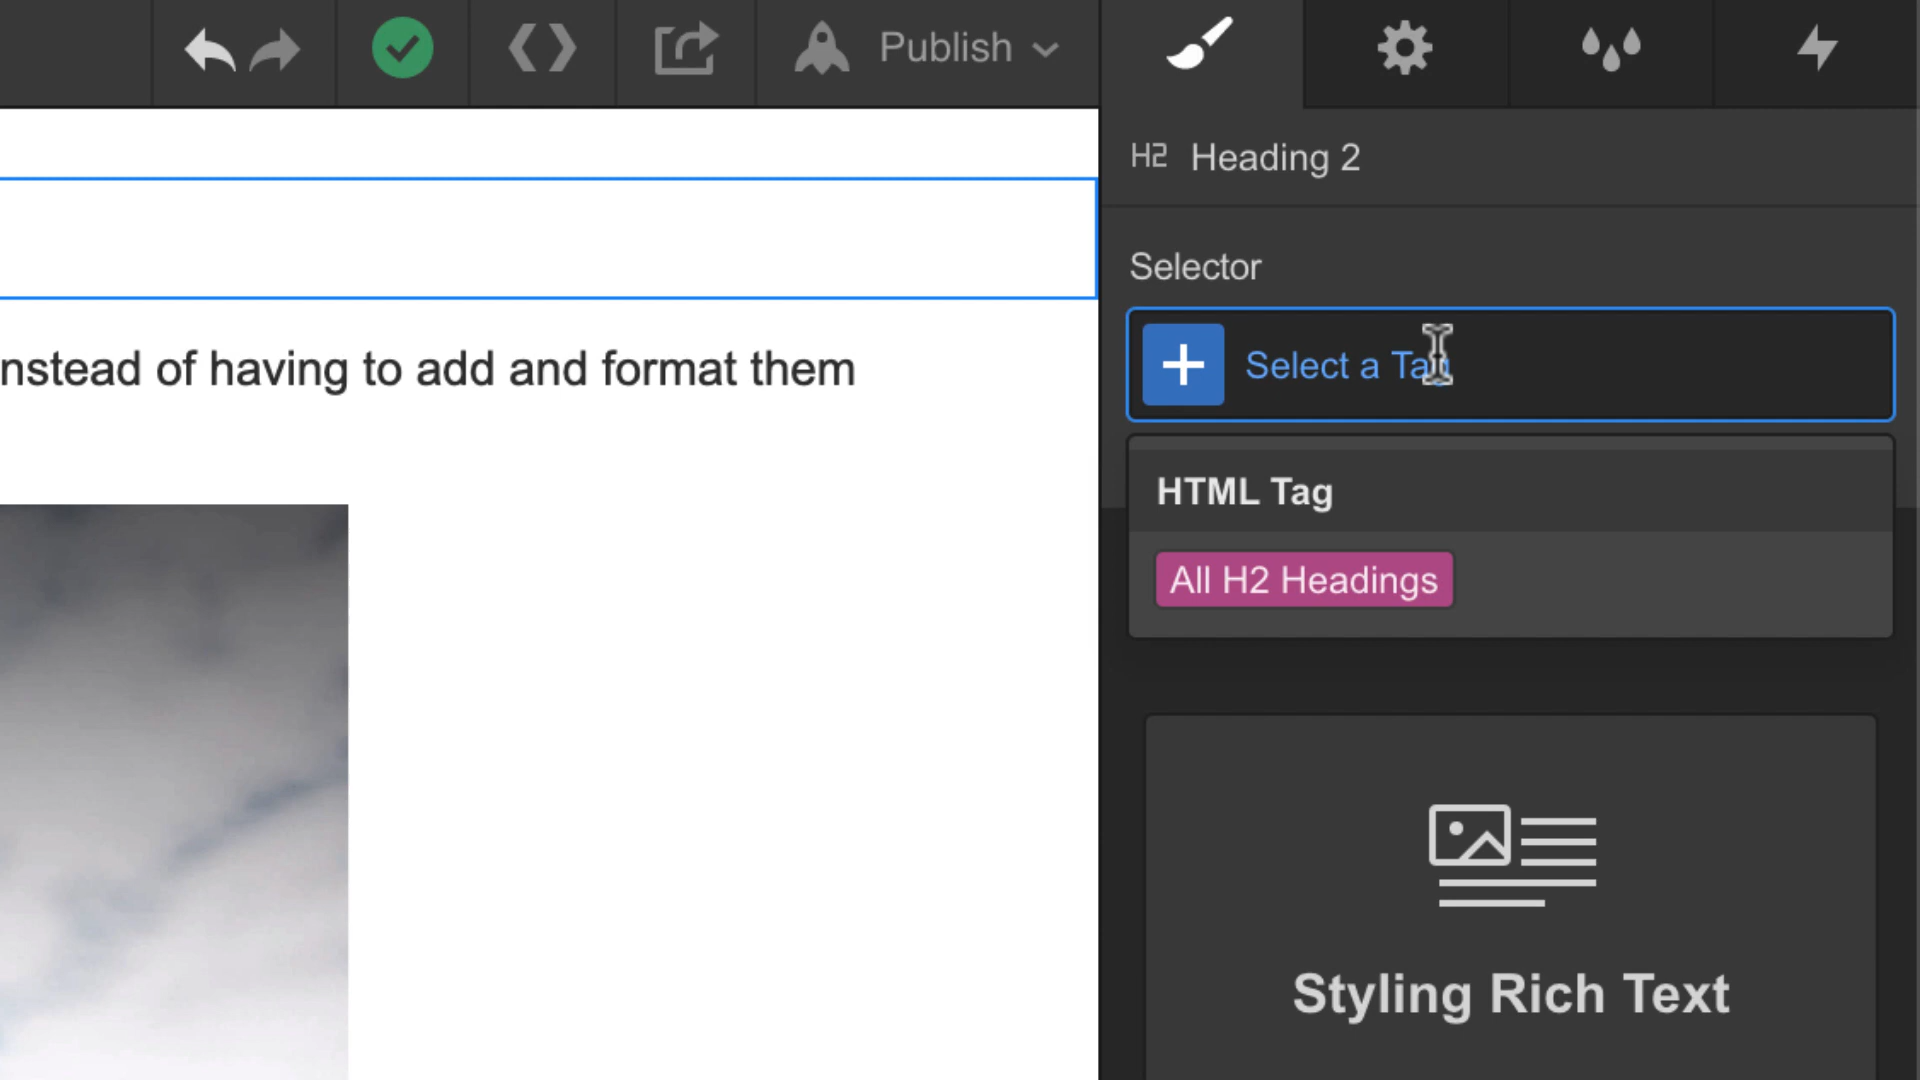 Publish
H2 Heading 2
Selector
Select a Tag
nstead of having to add and format them
HTML Tag
All H2 Headings
Styling Rich Text